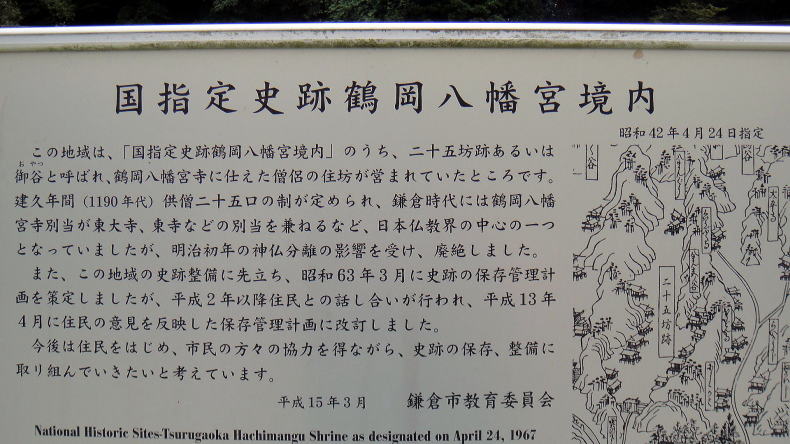 国指定史跡鶴岡八幡宮境内
昭和42年4月24日指定
この地域は、「国指定史跡鶴岡八幡宮境内」のうち、二十五坊跡あるいは
おやつ
御谷と呼ばれ、鶴岡八幡宮寺に仕えた僧侶の住坊が営まれていたところです。
建久年間（1190年代）供僧二十五口の制が定められ、鎌倉時代には鶴岡八幡
宮寺別当が東大寺、東寺などの別当を兼ねるなど、日本仏教界の中心の一つ
となっていましたが、明治初年の神仏分離の影響を受け、廃絶しました。
また、この地域の史跡整備に先立ち、昭和63年3月に史跡の保存管理計
画を策定しましたが、平成2年以降住民との話し合いが行われ、平成13年
4月に住民の意見を反映した保存管理計画に改訂しました。
今後は住民をはじめ、市民の方々の協力を得ながら、史跡の保存、整備に
取り組んでいきたいと考えています。
平成15年3月 鎌倉市教育委員会
National Historic Sites-Tsurugaoka Hachimangu Shrine as designated on April 24, 1967
二十五坊跡